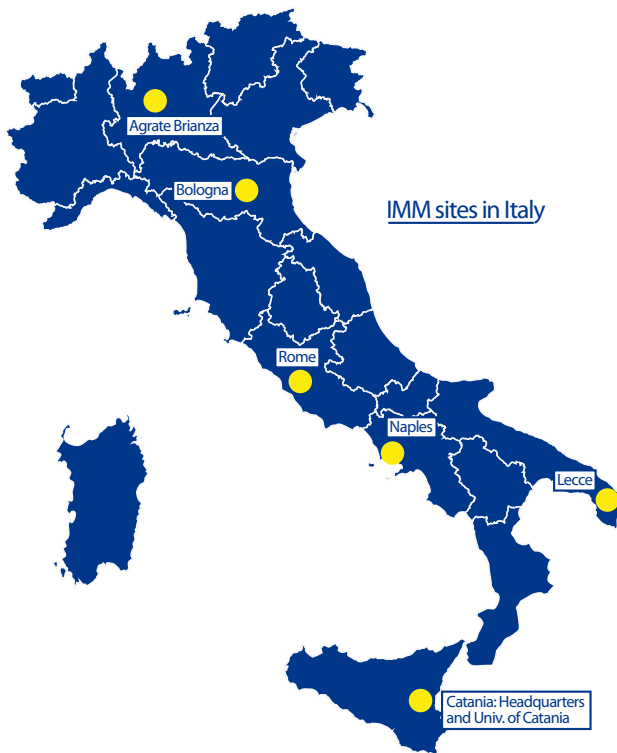 Agrate Brianza
Bologna
IMM sites in Italy
Rome
Naples
Lecce
Catania: Headquarters
and Univ. of Catania